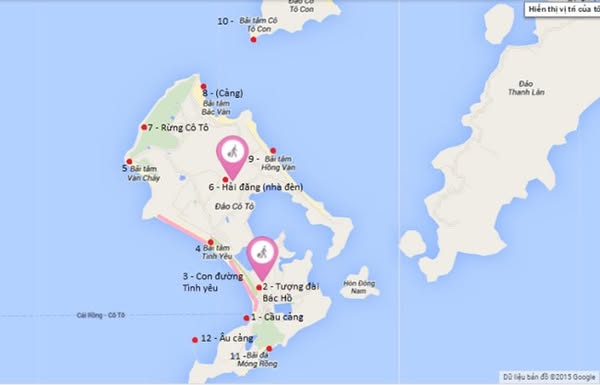 Hiển thị vị trí của tô
10 -
Bãi tắm Cô
Tô Con
Đảo Cô
Tô Con
Đảo
Thanh Lân
8 - (Cảng)
Bãi tắm
Bắc Vàn
7 - Rừng Cô Tô
9 -
Bãi tắm
Hồng Vàn
5
Bãi tắm
Vàn Chảy
6 - Hải đăng (nhà đèn)
Đảo Cô Tô
4
Bãi tắm
Tình Yêu
3 - Con đường
Tình yêu
2 - Tượng đài
Bác Hồ
Hòn Đông
Nam
Cái Rồng - Cô Tô
1 - Cầu cảng
12 - Âu cảng
11 -
Bãi đá
Móng Rồng
Dữ liệu bản đồ ©2015 Google